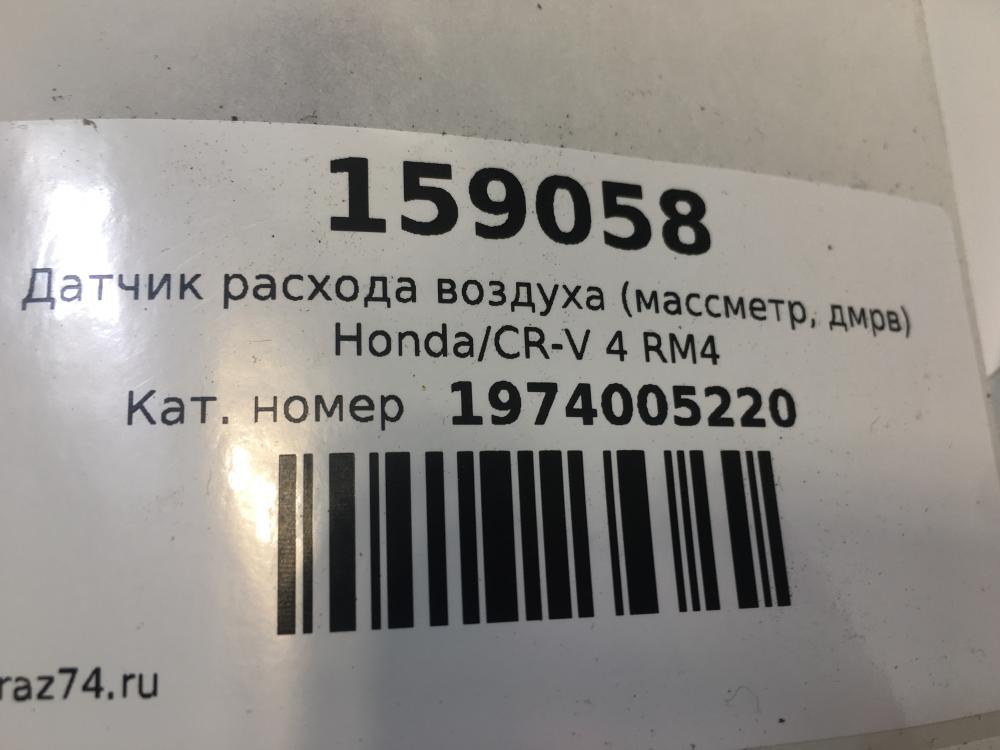 159058
Датчик расхода воздуха (массметр, дмрв)
Honda/CR-V 4 RM4
Кат. номер 1974005220
raz74.ru